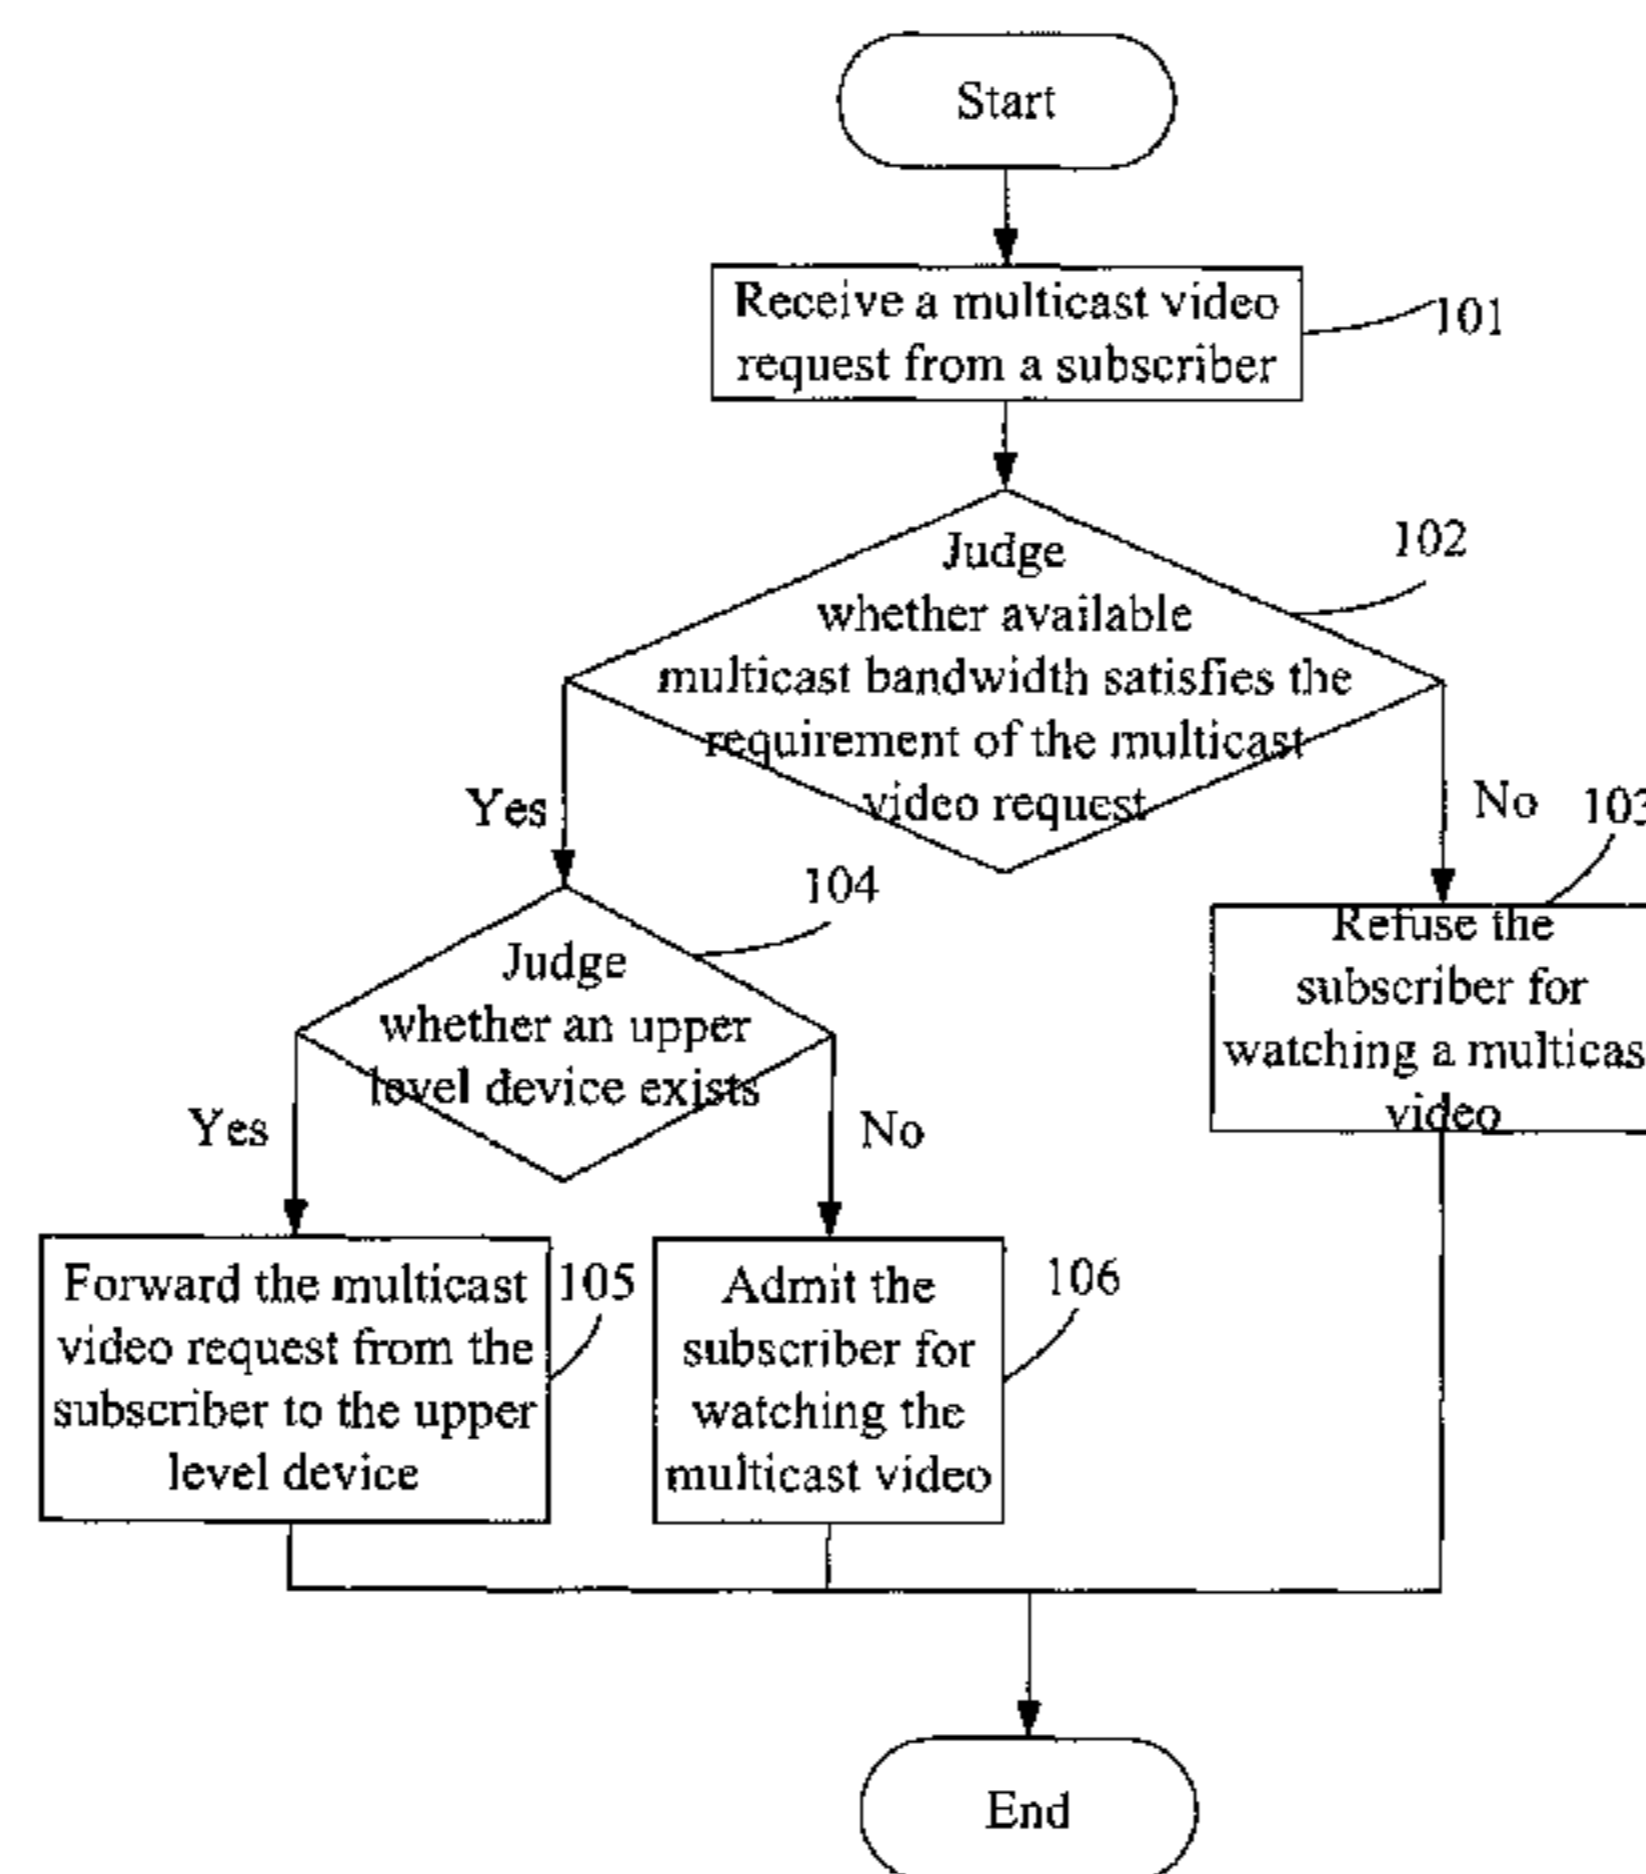 Start
Receive a multicast video
request from a subscriber
101
Judge
whether available
multicast bandwidth satisfies the
requirement of the multicast
video request
102
Yes
No
103
Refuse the
subscriber for
watching a multicas
video
104
Judge
whether an upper
level device exists
Yes
No
Forward the multicast
video request from the
subscriber to the upper
level device
105
Admit the
subscriber for
watching the
multicast video
106
End